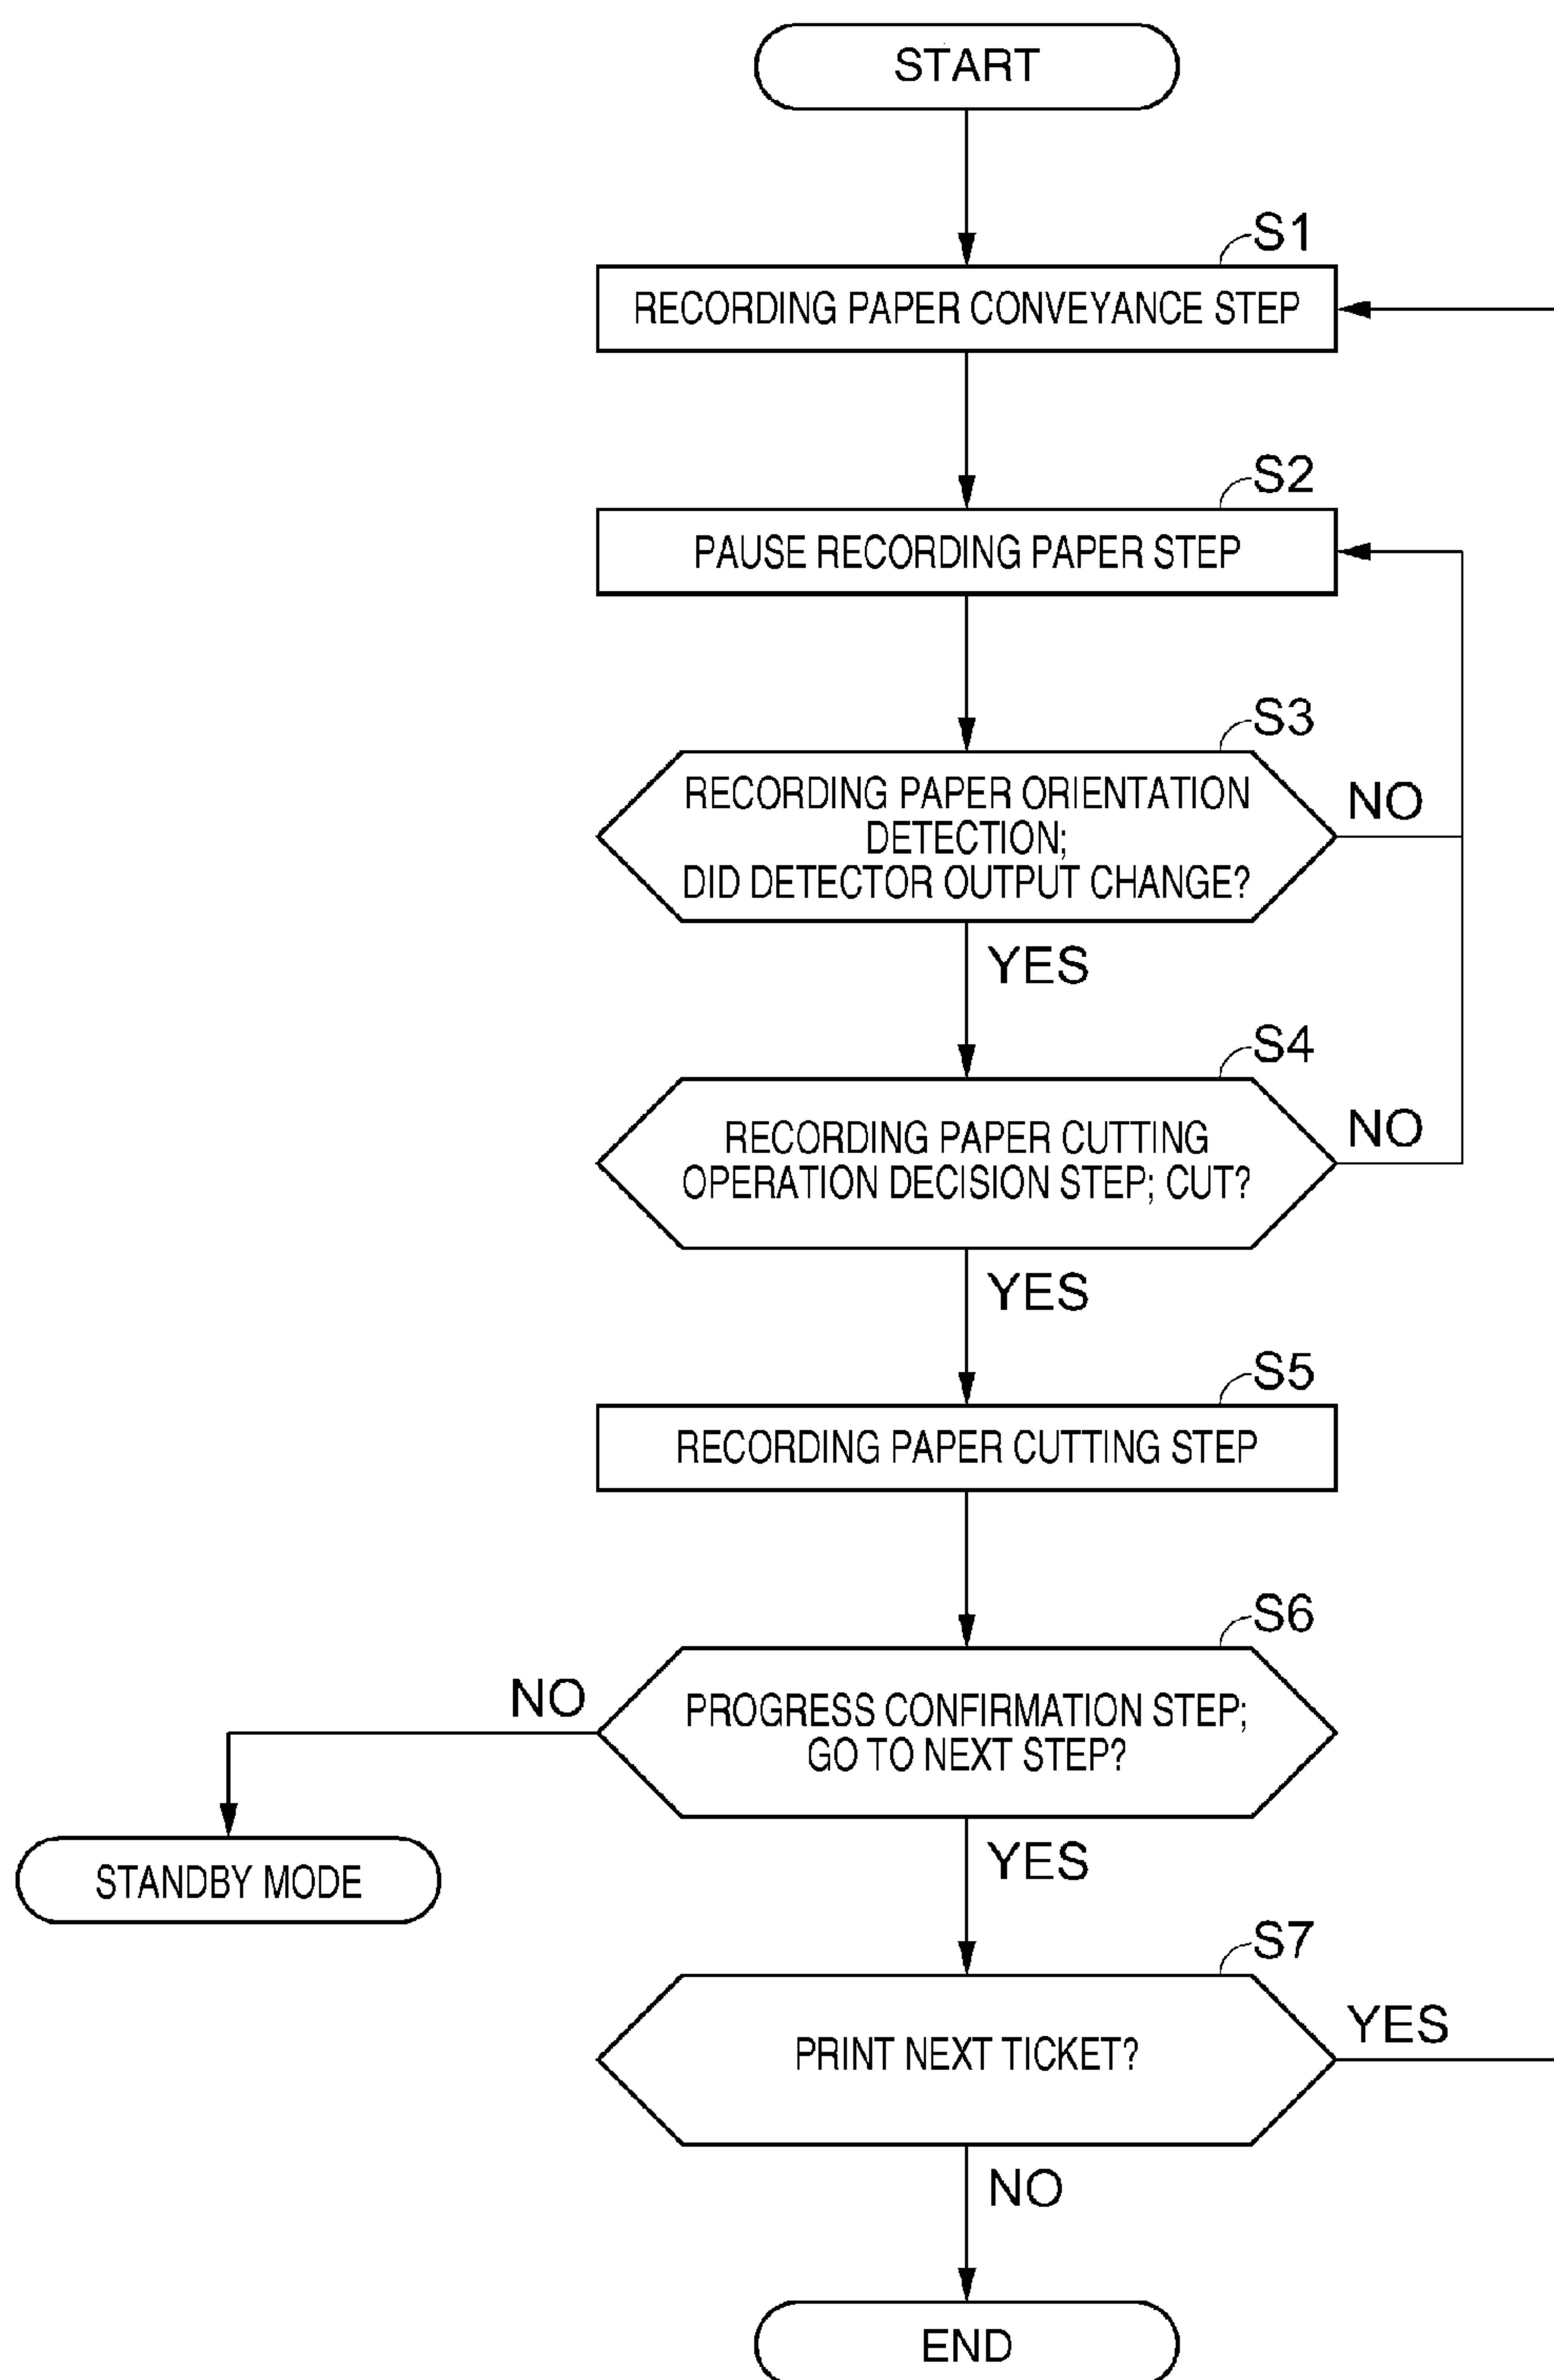 START
S1
RECORDING PAPER CONVEYANCE STEP
S2
PAUSE RECORDING PAPER STEP
S3
RECORDING PAPER ORIENTATION
DETECTION;
DID DETECTOR OUTPUT CHANGE?
NO
YES
S4
RECORDING PAPER CUTTING
OPERATION DECISION STEP; CUT?
NO
YES
S5
RECORDING PAPER CUTTING STEP
S6
NO
PROGRESS CONFIRMATION STEP;
GO TO NEXT STEP?
YES
STANDBY MODE
S7
PRINT NEXT TICKET?
YES
NO
END